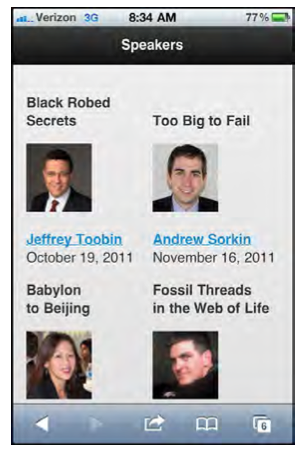 Verizon 3G 8:34 AM 77%
Speakers
Black Robed
Secrets
Too Big to Fail
Jeffrey Toobin
October 19, 2011
Andrew Sorkin
November 16, 2011
Babylon
to Beijing
Fossil Threads
in the Web of Life
6